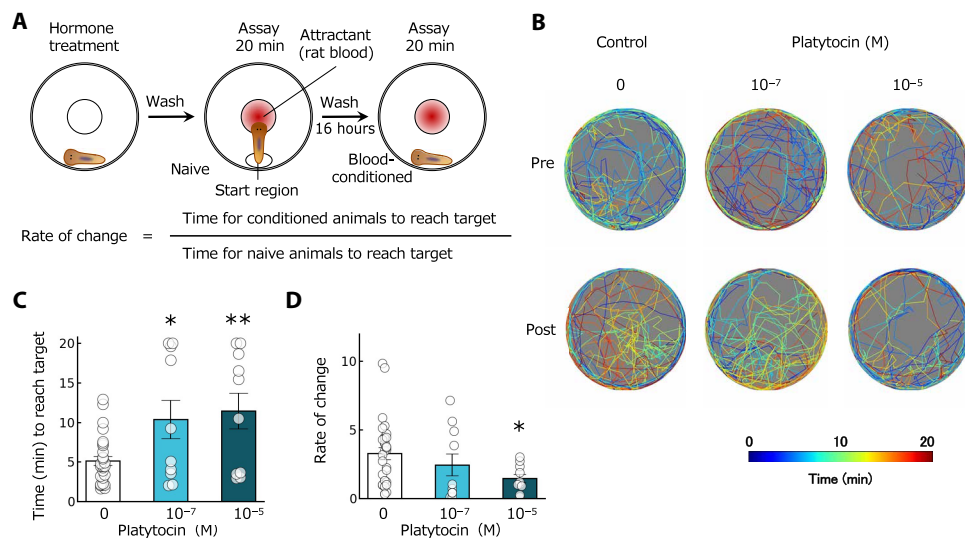 A
Hormone
treatment
Wash
Assay
20 min
Attractant
(rat blood)
Naive
Start region
Wash
16 hours
Assay
20 min
Blood-
conditioned
Rate of change =
Time for conditioned animals to reach target
Time for naive animals to reach target
B
Control
Platytocin (M)
0
10⁻⁷
10⁻⁵
Pre
Post
0
10
20
Time (min)
C
Time (min) to reach target
20
15
10
5
0
*
**
0
10⁻⁷
10⁻⁵
Platytocin (M)
D
Rate of change
10
5
0
*
0
10⁻⁷
10⁻⁵
Platytocin (M)